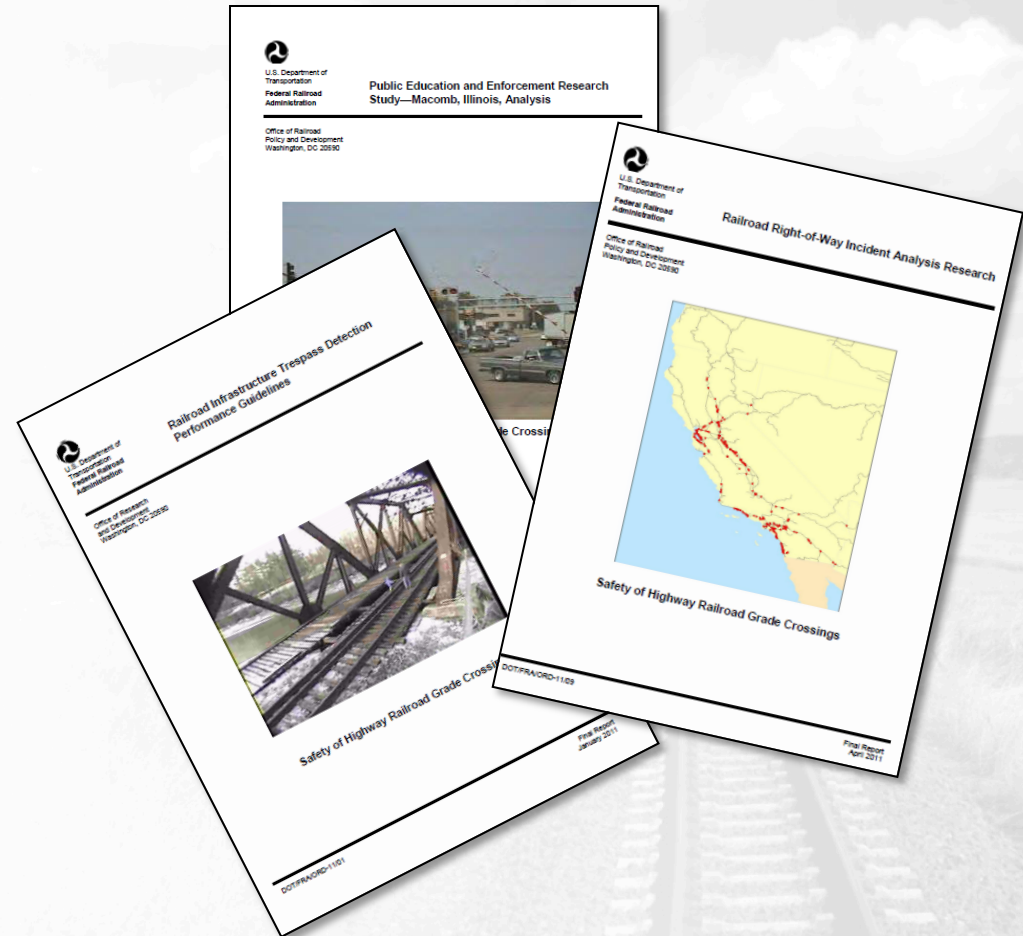 U.S. Department of
Transportation
Federal Railroad
Administration
Public Education and Enforcement Research
Study—Macomb, Illinois, Analysis
Office of Railroad
Policy and Development
Washington, DC 20590
de Crossin
U.S. Department of
Transportation
Federal Railroad
Administration
Railroad Infrastructure Trespass Detection
Performance Guidelines
Office of Research
and Development
Washington, DC 20590
Safety of Highway Railroad Grade Crossin
DOT/FRA/ORD-11/01
Final Report
January 2011
U.S. Department of
Transportation
Federal Railroad
Administration
Railroad Right-of-Way Incident Analysis Research
Office of Railroad
Policy and Development
Washington, DC 20590
Safety of Highway Railroad Grade Crossings
DOT/FRA/ORD-11/09
Final Report
April 2011